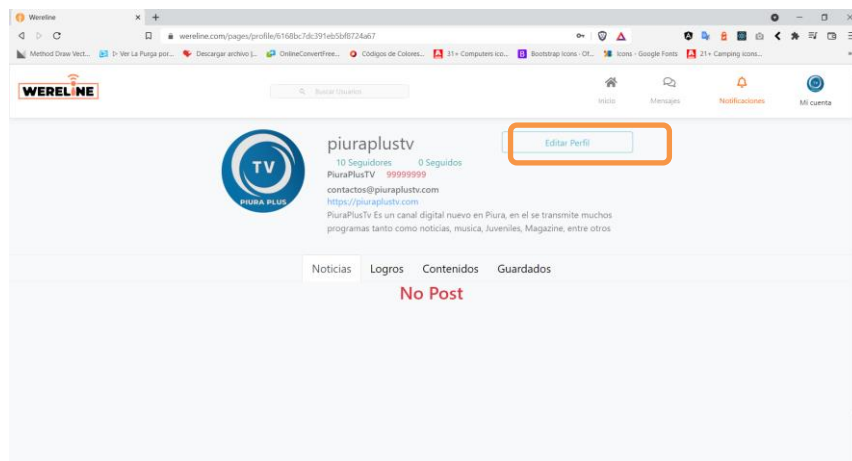 Wereline
wereline.com/pages/profile/6168bc7dc391eb5bf8724a67
Method Draw Vect...
Ver La Purga por...
Descargar archivo |...
OnlineConvertFree...
Códigos de Colores...
31+ Computers ico...
Bootstrap Icons · Of...
Icons - Google Fonts
21+ Camping icons...
WERELINE
Buscar Usuarios
Inicio
Mensajes
Notificaciones
Mi cuenta
TV
PIURA PLUS
piuraplustv
Editar Perfil
10 Seguidores 0 Seguidos
PiuraPlusTV 99999999
contactos@piuraplustv.com
https://piuraplustv.com
PiuraPlusTv Es un canal digital nuevo en Piura, en el se transmite muchos
programas tanto como noticias, musica, Juveniles, Magazine, entre otros
Noticias Logros Contenidos Guardados
No Post